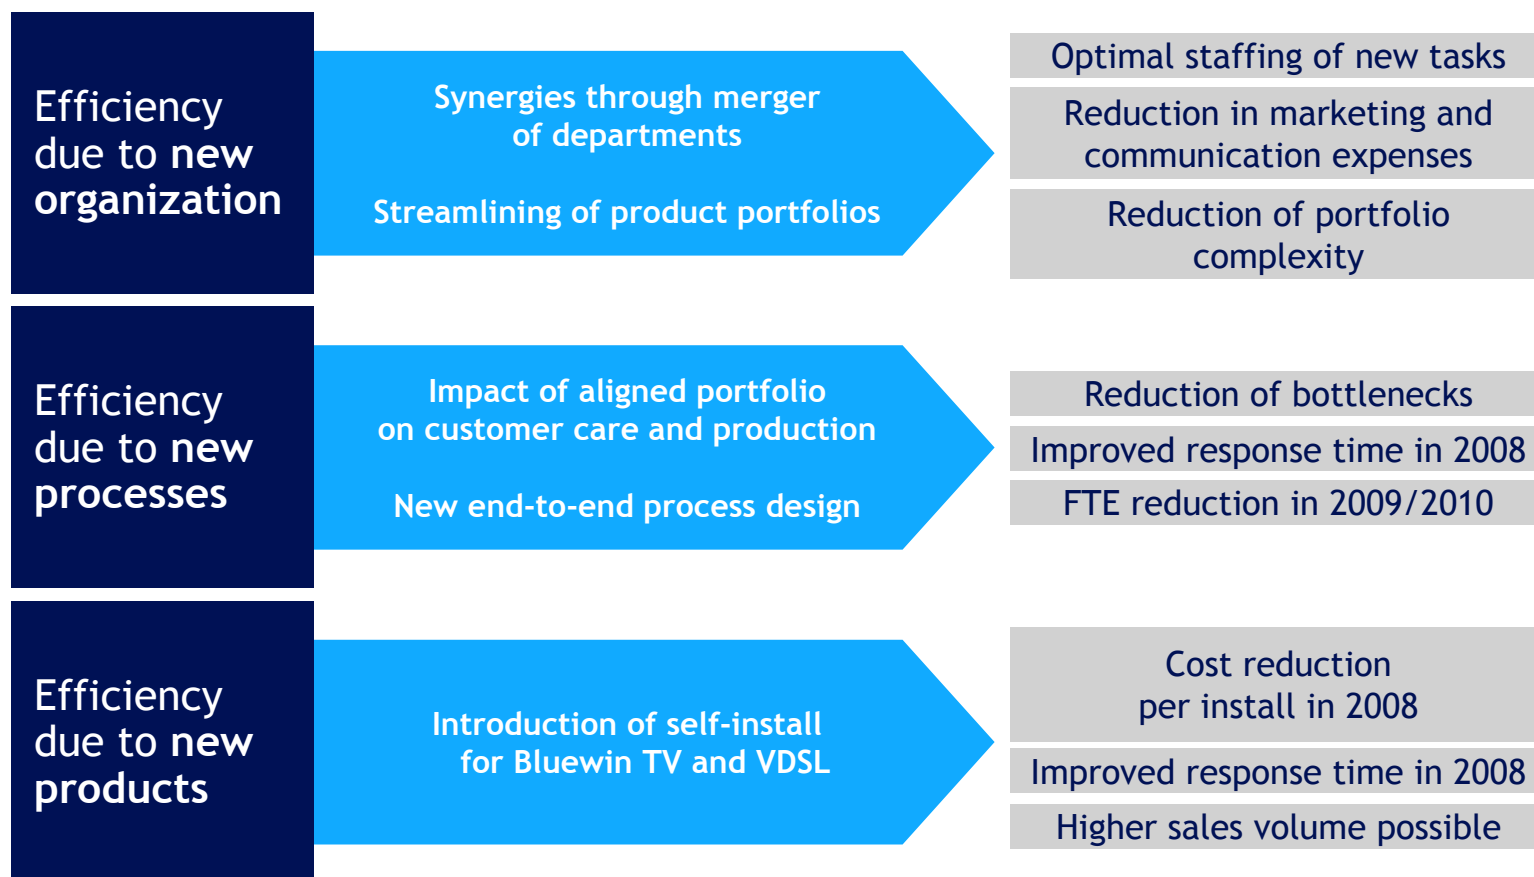 Efficiency
due to new
organization
Synergies through merger
of departments
Streamlining of product portfolios
Optimal staffing of new tasks
Reduction in marketing and
communication expenses
Reduction of portfolio
complexity
Efficiency
due to new
processes
Impact of aligned portfolio
on customer care and production
New end-to-end process design
Reduction of bottlenecks
Improved response time in 2008
FTE reduction in 2009/2010
Efficiency
due to new
products
Introduction of self-install
for Bluewin TV and VDSL
Cost reduction
per install in 2008
Improved response time in 2008
Higher sales volume possible